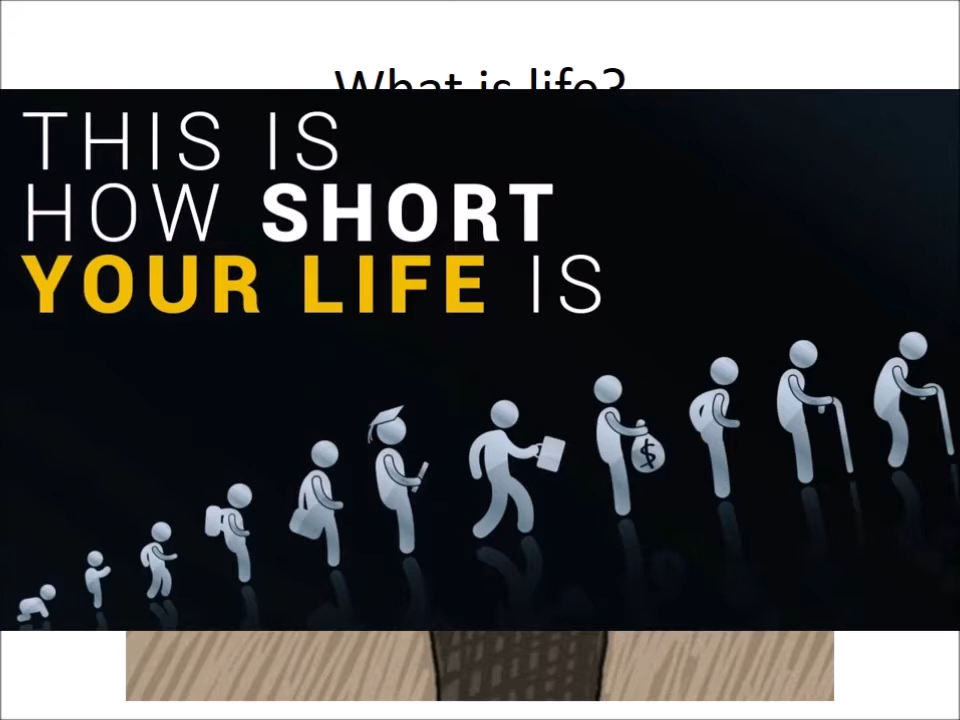 What is life?
THIS IS
HOW SHORT
YOUR LIFE IS
$